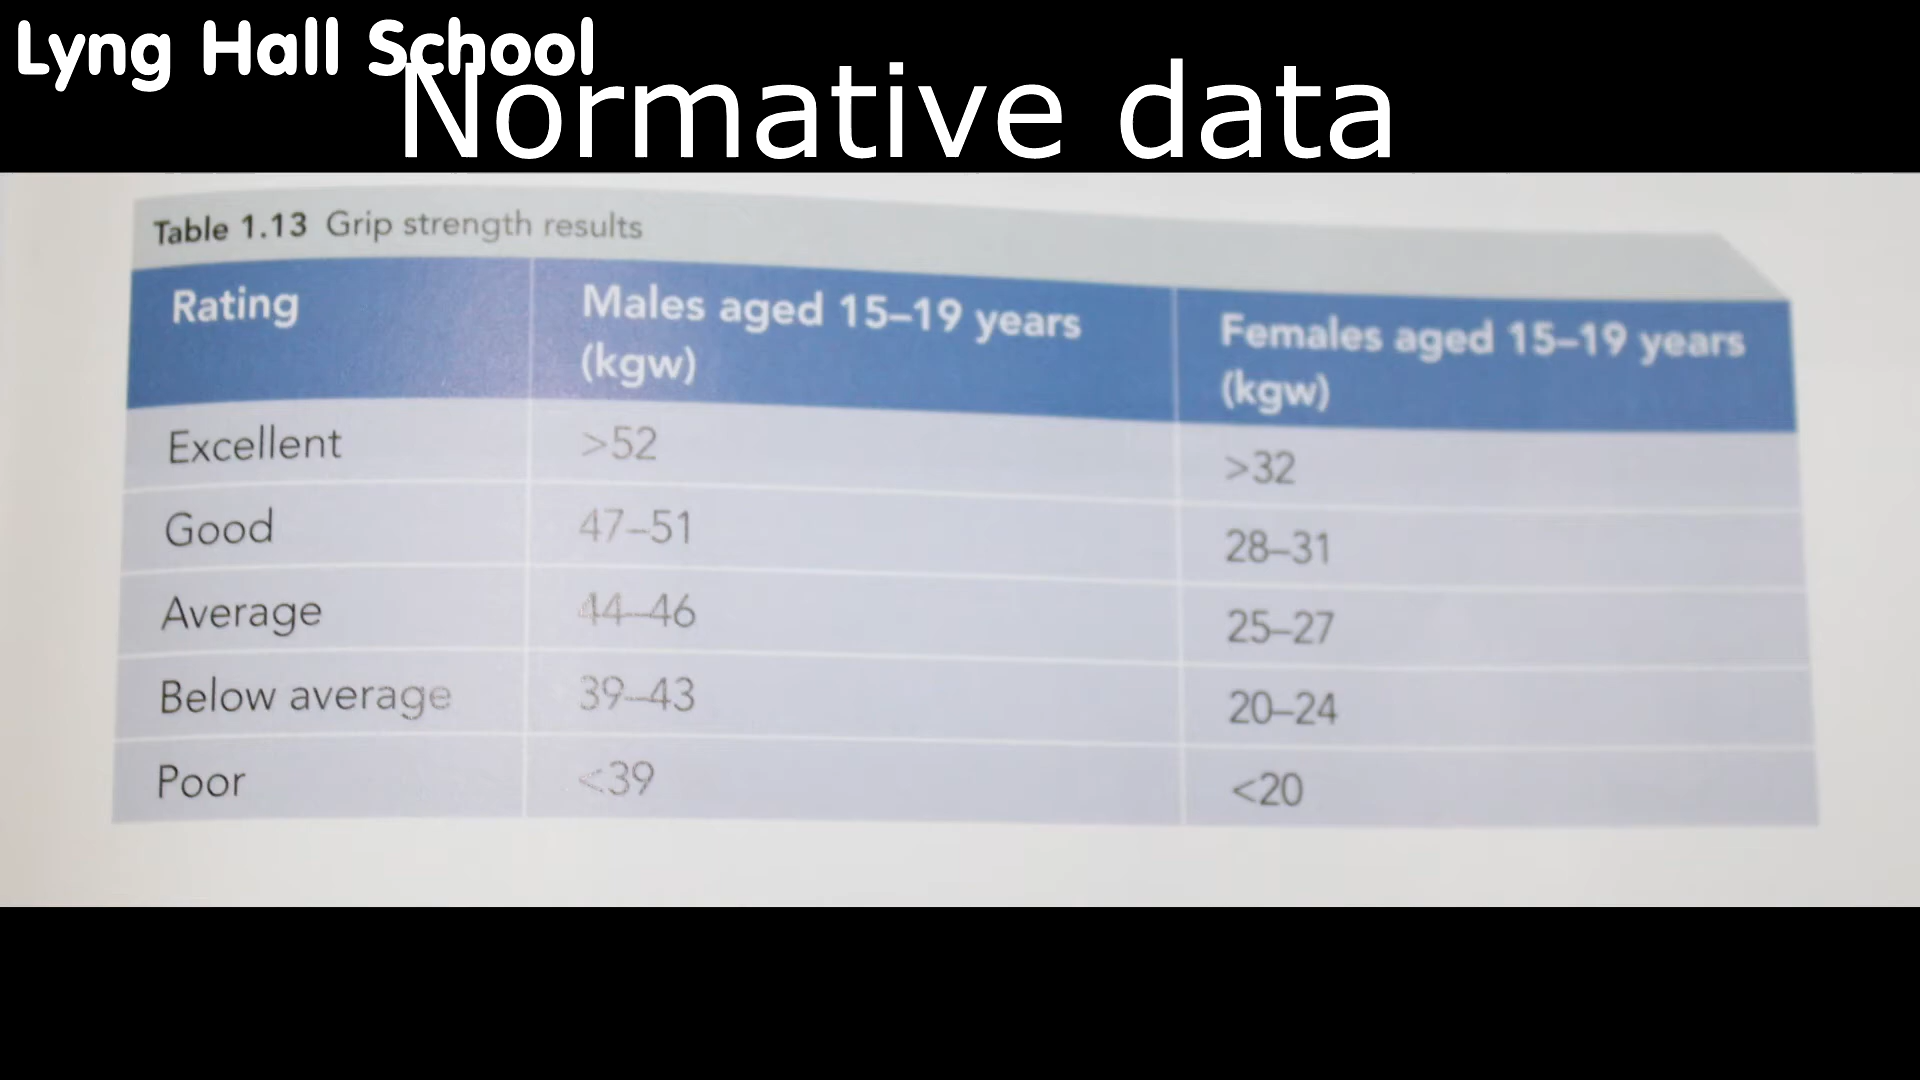 Lyng Hall School
Normative data
Table 1.13 Grip strength results
Rating
Males aged 15–19 years
(kgw)
Females aged 15–19 years
(kgw)
Excellent >52 >32
Good 47–51 28–31
Average 44–46 25–27
Below average 39–43 20–24
Poor <39 <20